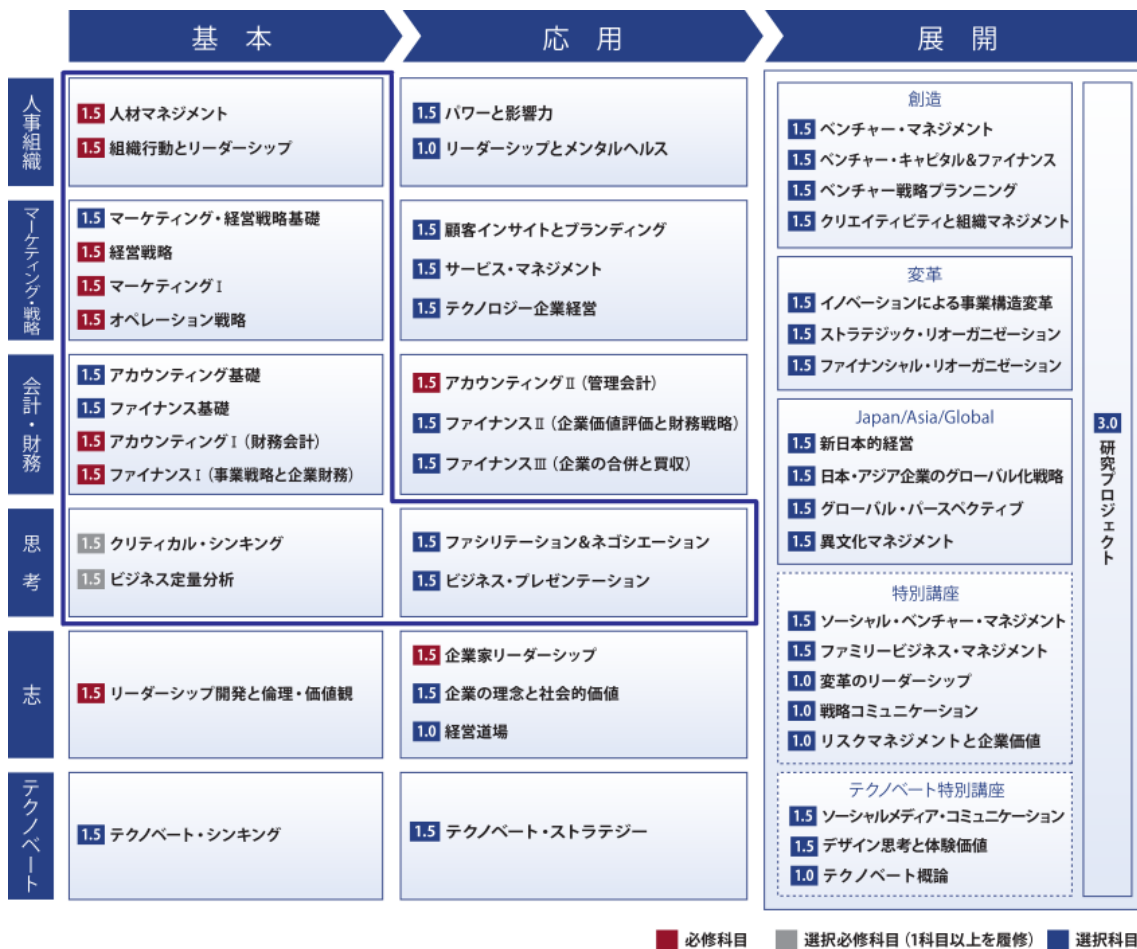 基 本
応 用
展 開
人事組織
1.5 人材マネジメント
1.5 組織行動とリーダーシップ
1.5 パワーと影響力
1.0 リーダーシップとメンタルヘルス
マーケティング・戦略
1.5 マーケティング・経営戦略基礎
1.5 経営戦略
1.5 マーケティングⅠ
1.5 オペレーション戦略
1.5 顧客インサイトとブランディング
1.5 サービス・マネジメント
1.5 テクノロジー企業経営
会計・財務
1.5 アカウンティング基礎
1.5 ファイナンス基礎
1.5 アカウンティングⅠ(財務会計)
1.5 ファイナンスⅠ(事業戦略と企業財務)
1.5 アカウンティングⅡ(管理会計)
1.5 ファイナンスⅡ(企業価値評価と財務戦略)
1.5 ファイナンスⅢ(企業の合併と買収)
思 考
1.5 クリティカル・シンキング
1.5 ビジネス定量分析
1.5 ファシリテーション&ネゴシエーション
1.5 ビジネス・プレゼンテーション
志
1.5 リーダーシップ開発と倫理・価値観
1.5 企業家リーダーシップ
1.5 企業の理念と社会的価値
1.0 経営道場
テクノベート
1.5 テクノベート・シンキング
1.5 テクノベート・ストラテジー
創造
1.5 ベンチャー・マネジメント
1.5 ベンチャー・キャピタル&ファイナンス
1.5 ベンチャー戦略プランニング
1.5 クリエイティビティと組織マネジメント
変革
1.5 イノベーションによる事業構造変革
1.5 ストラテジック・リオーガニゼーション
1.5 ファイナンシャル・リオーガニゼーション
Japan/Asia/Global
1.5 新日本的経営
1.5 日本・アジア企業のグローバル化戦略
1.5 グローバル・パースペクティブ
1.5 異文化マネジメント
特別講座
1.5 ソーシャル・ベンチャー・マネジメント
1.5 ファミリービジネス・マネジメント
1.0 変革のリーダーシップ
1.0 戦略コミュニケーション
1.0 リスクマネジメントと企業価値
テクノベート特別講座
1.5 ソーシャルメディア・コミュニケーション
1.5 デザイン思考と体験価値
1.0 テクノベート概論
3.0 研究プロジェクト
必修科目
選択必修科目(1科目以上を履修)
選択科目